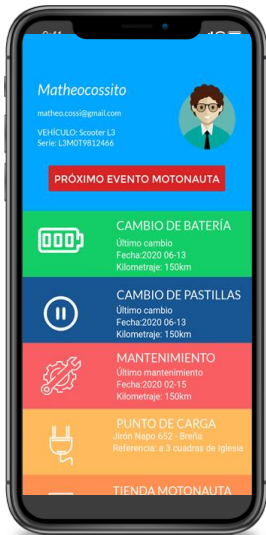 Matheocossito
matheo.cossi@gmail.com
VEHÍCULO: Scooter L3
Serie: L3M0T9812466
PRÓXIMO EVENTO MOTONAUTA
CAMBIO DE BATERÍA
Último cambio
Fecha:2020 06-13
Kilometraje: 150km
CAMBIO DE PASTILLAS
Último cambio
Fecha:2020 06-13
Kilometraje: 150km
MANTENIMIENTO
Último mantenimiento
Fecha:2020 02-15
Kilometraje: 150km
PUNTO DE CARGA
Jirón Napo 652 - Breña
Referencia: a 3 cuadras de Iglesia
TIENDA MOTONAUTA